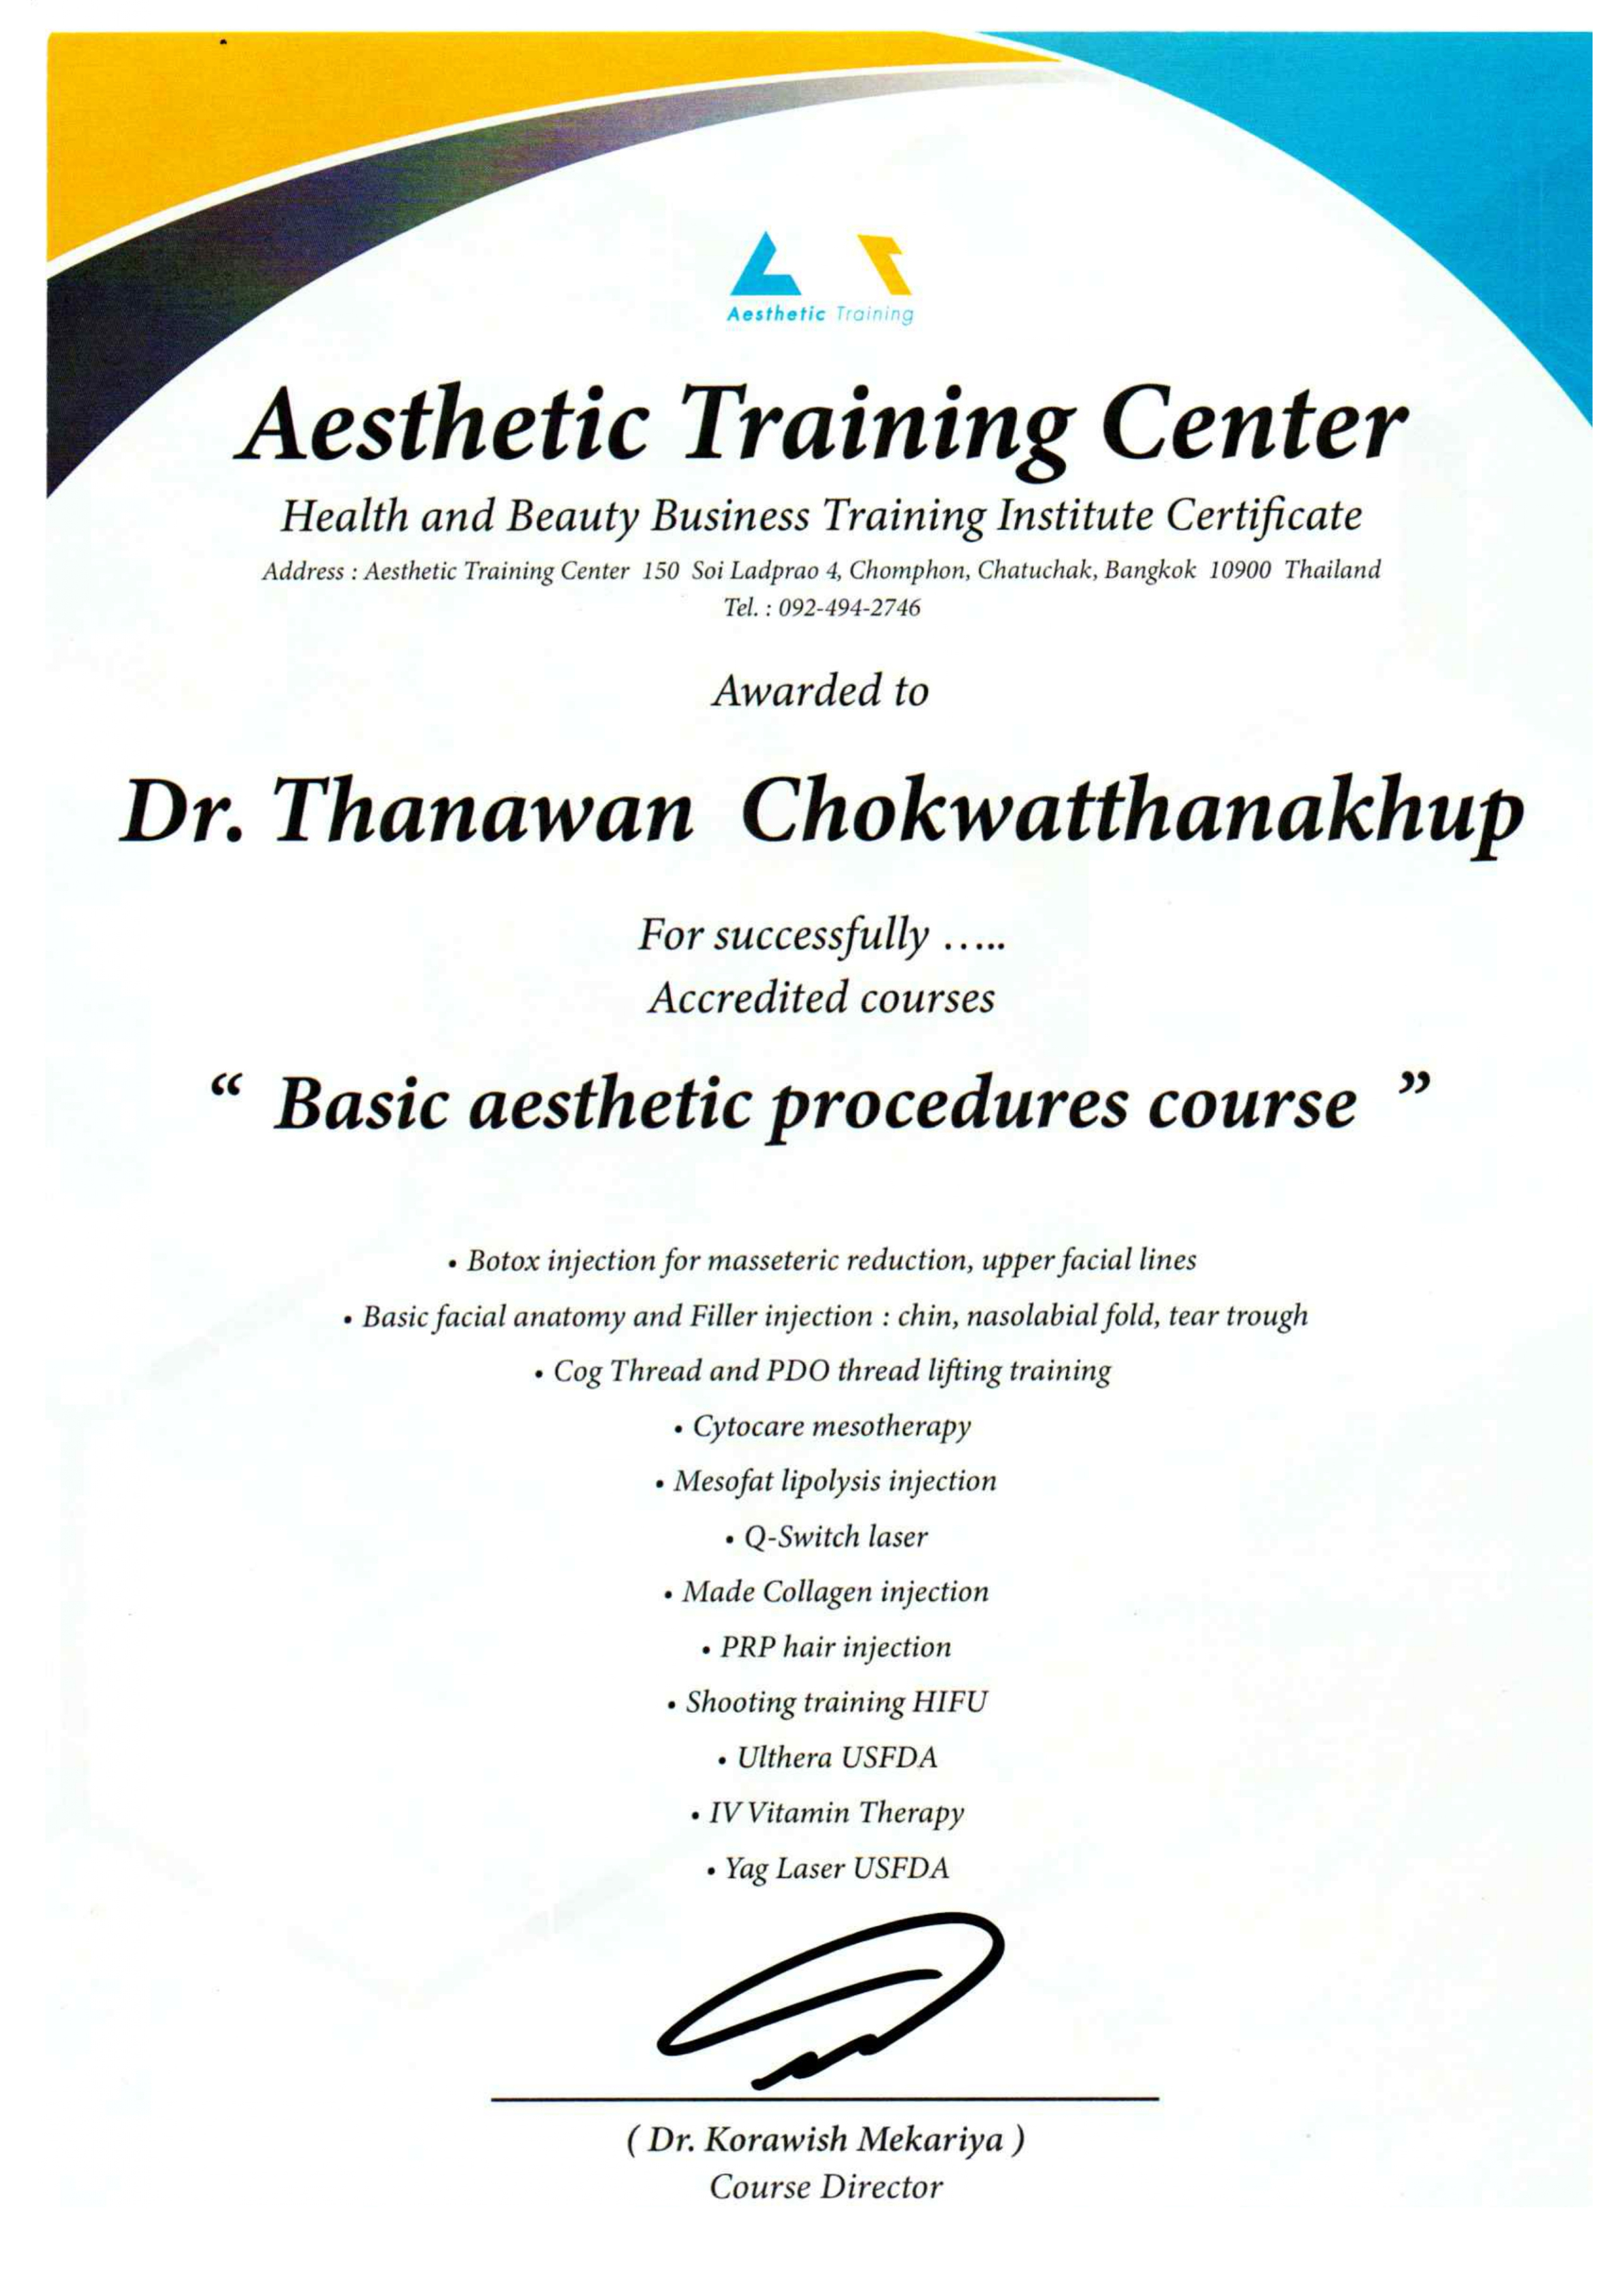 Aesthetic Training
Aesthetic Training Center
Health and Beauty Business Training Institute Certificate
Address : Aesthetic Training Center 150 Soi Ladprao 4, Chomphon, Chatuchak, Bangkok 10900 Thailand
Tel. : 092-494-2746
Awarded to
Dr. Thanawan Chokwatthanakhup
For successfully .....
Accredited courses
“ Basic aesthetic procedures course ”
• Botox injection for masseteric reduction, upper facial lines
• Basic facial anatomy and Filler injection : chin, nasolabial fold, tear trough
• Cog Thread and PDO thread lifting training
• Cytocare mesotherapy
• Mesofat lipolysis injection
• Q-Switch laser
• Made Collagen injection
• PRP hair injection
• Shooting training HIFU
• Ulthera USFDA
• IV Vitamin Therapy
• Yag Laser USFDA
( Dr. Korawish Mekariya )
Course Director